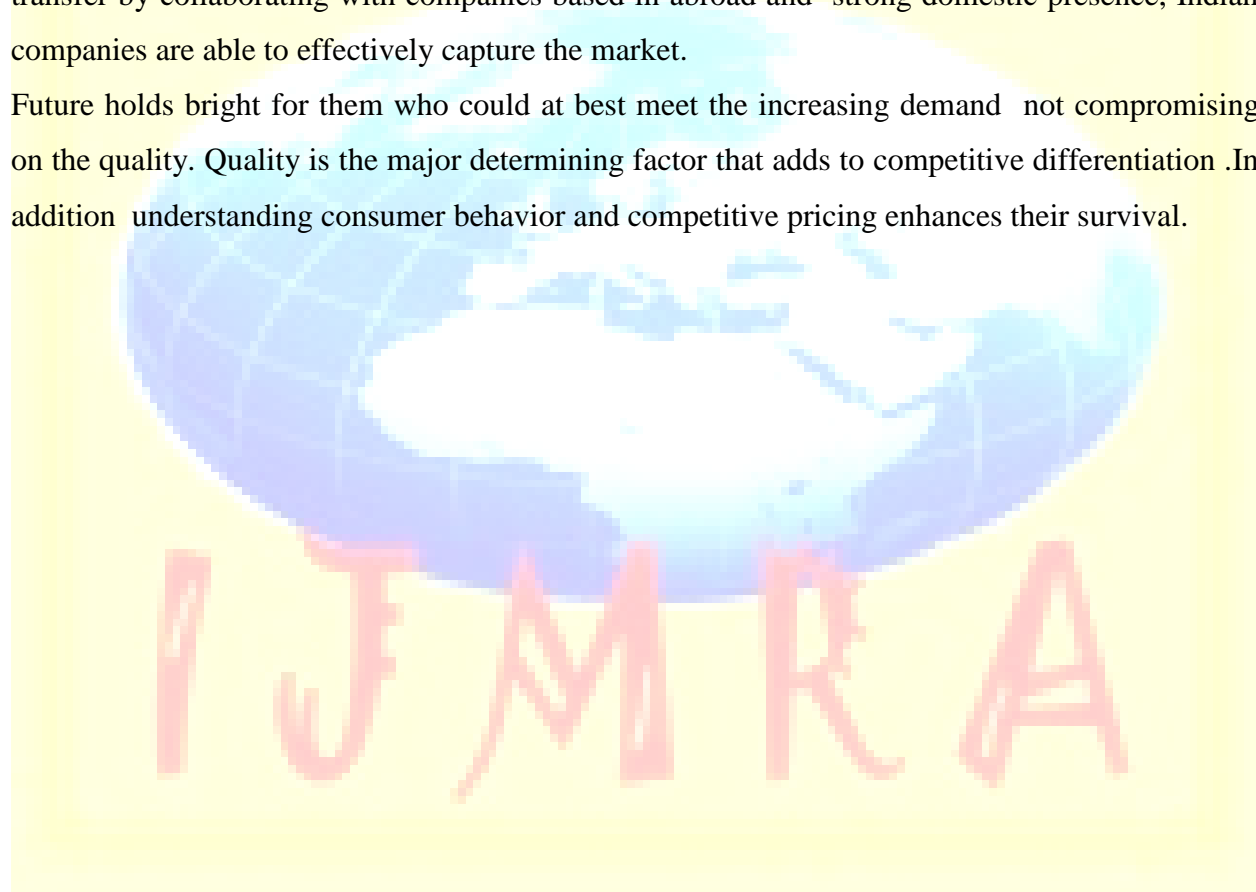 transfer by collaborating with companies based in abroad and strong domestic presence, Indian
companies are able to effectively capture the market.
Future holds bright for them who could at best meet the increasing demand not compromising
on the quality. Quality is the major determining factor that adds to competitive differentiation .In
addition understanding consumer behavior and competitive pricing enhances their survival.
IJMRA